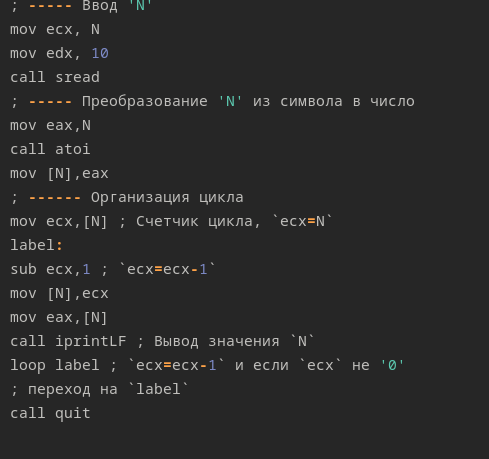 ; ----- Ввод 'N'
mov ecx, N
mov edx, 10
call sread
; ----- Преобразование 'N' из символа в число
mov eax,N
call atoi
mov [N],eax
; ------ Организация цикла
mov ecx,[N] ; Счетчик цикла, `ecx=N`
label:
sub ecx,1 ; `ecx=ecx-1`
mov [N],ecx
mov eax,[N]
call iprintLF ; Вывод значения `N`
loop label ; `ecx=ecx-1` и если `ecx` не '0'
; переход на `label`
call quit